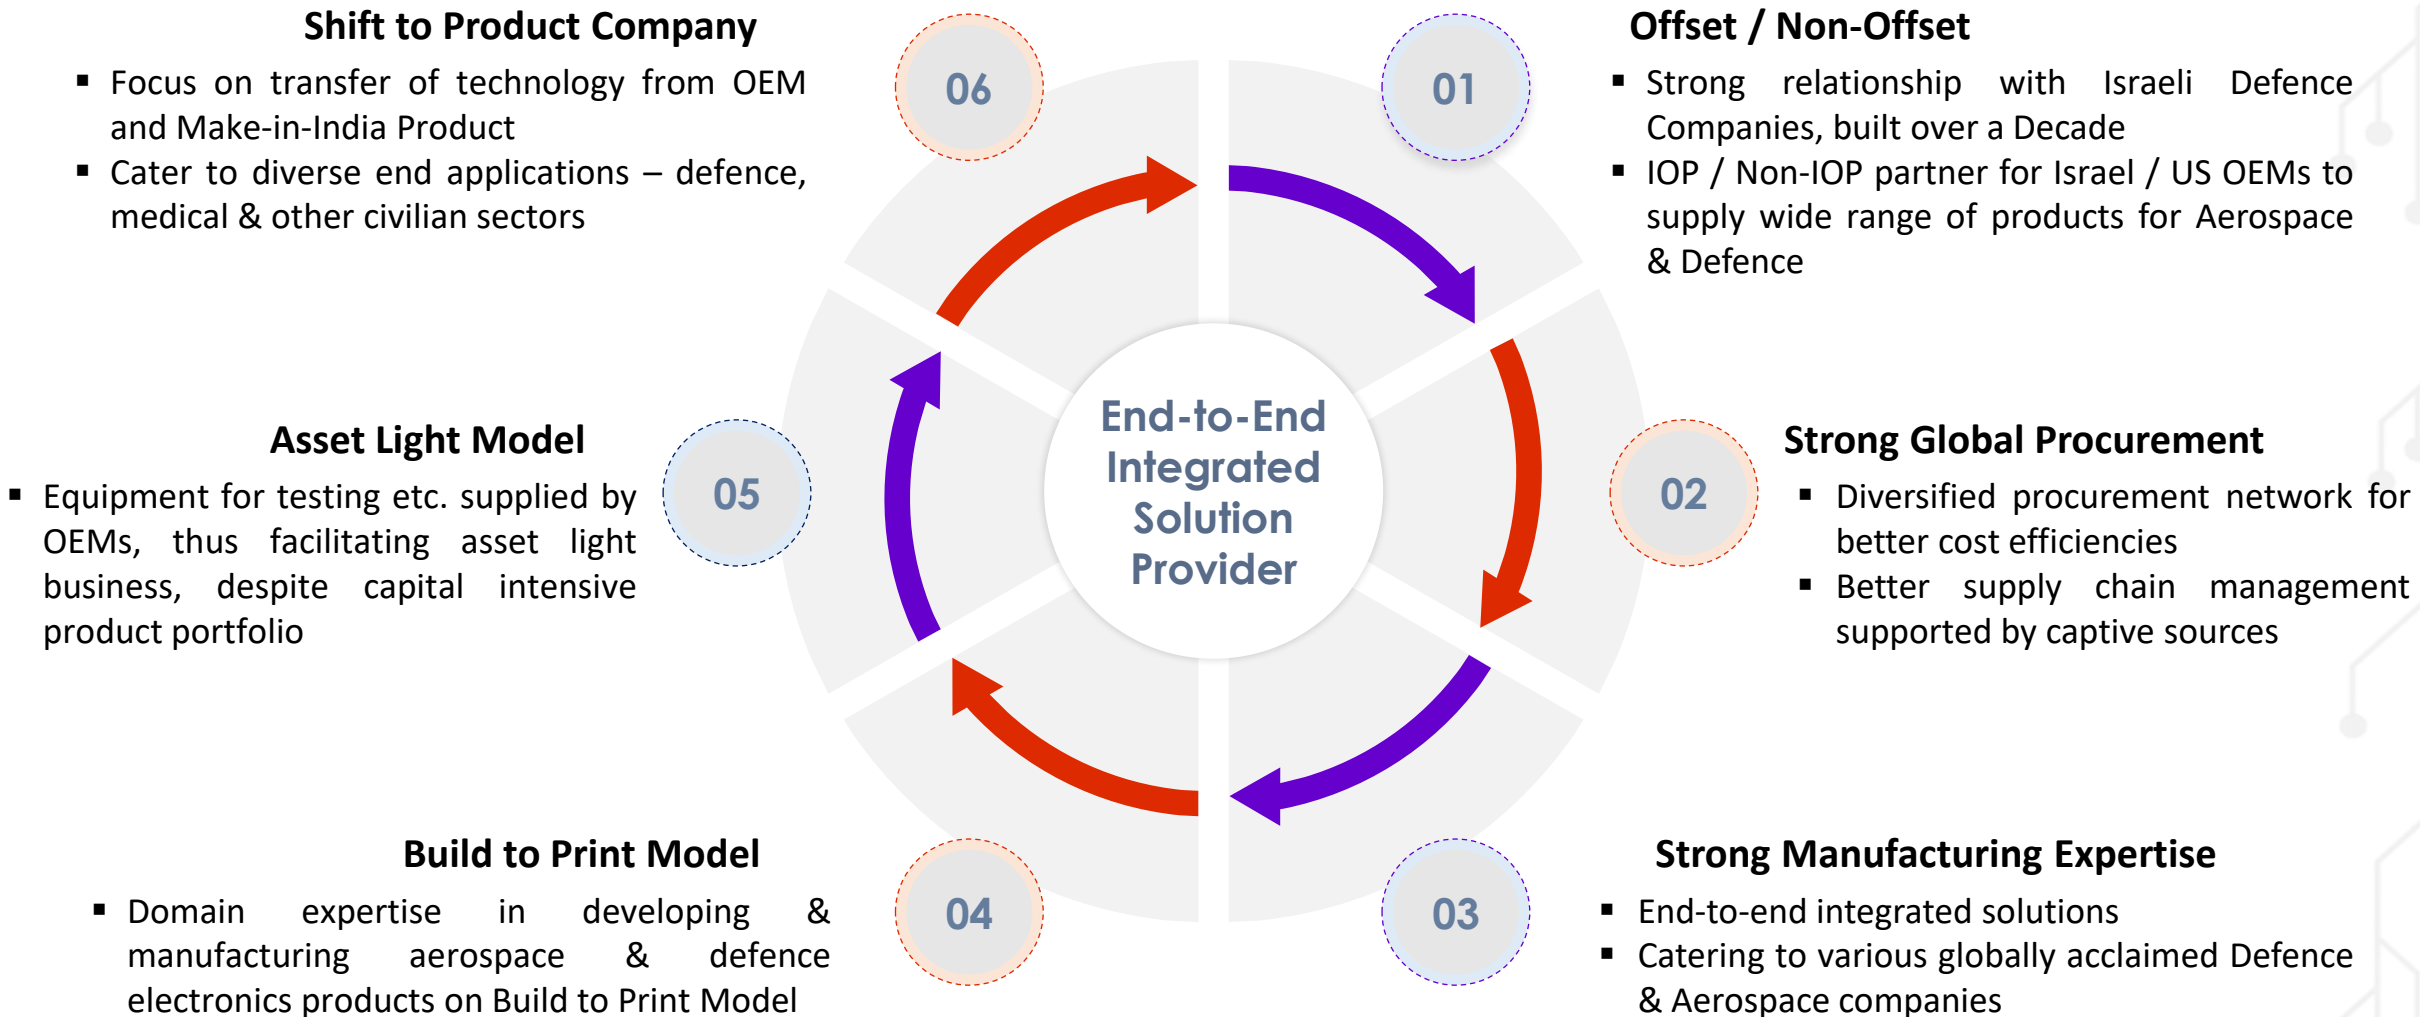 Shift to Product Company
▪ Focus on transfer of technology from OEM
and Make-in-India Product
▪ Cater to diverse end applications – defence,
medical & other civilian sectors
06
01
Offset / Non-Offset
▪ Strong relationship with Israeli Defence
Companies, built over a Decade
▪ IOP / Non-IOP partner for Israel / US OEMs to
supply wide range of products for Aerospace
& Defence
Asset Light Model
▪ Equipment for testing etc. supplied by
OEMs, thus facilitating asset light
business, despite capital intensive
product portfolio
05
End-to-End
Integrated
Solution
Provider
02
Strong Global Procurement
▪ Diversified procurement network for
better cost efficiencies
▪ Better supply chain management
supported by captive sources
Build to Print Model
▪ Domain expertise in developing &
manufacturing aerospace & defence
electronics products on Build to Print Model
04
03
Strong Manufacturing Expertise
▪ End-to-end integrated solutions
▪ Catering to various globally acclaimed Defence
& Aerospace companies